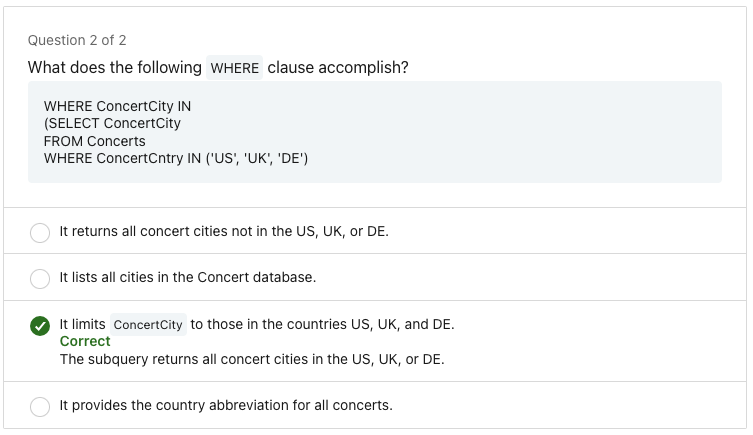 Question 2 of 2
What does the following WHERE clause accomplish?
WHERE ConcertCity IN
(SELECT ConcertCity
FROM Concerts
WHERE ConcertCntry IN ('US', 'UK', 'DE')
It returns all concert cities not in the US, UK, or DE.
It lists all cities in the Concert database.
It limits ConcertCity to those in the countries US, UK, and DE.
Correct
The subquery returns all concert cities in the US, UK, or DE.
It provides the country abbreviation for all concerts.